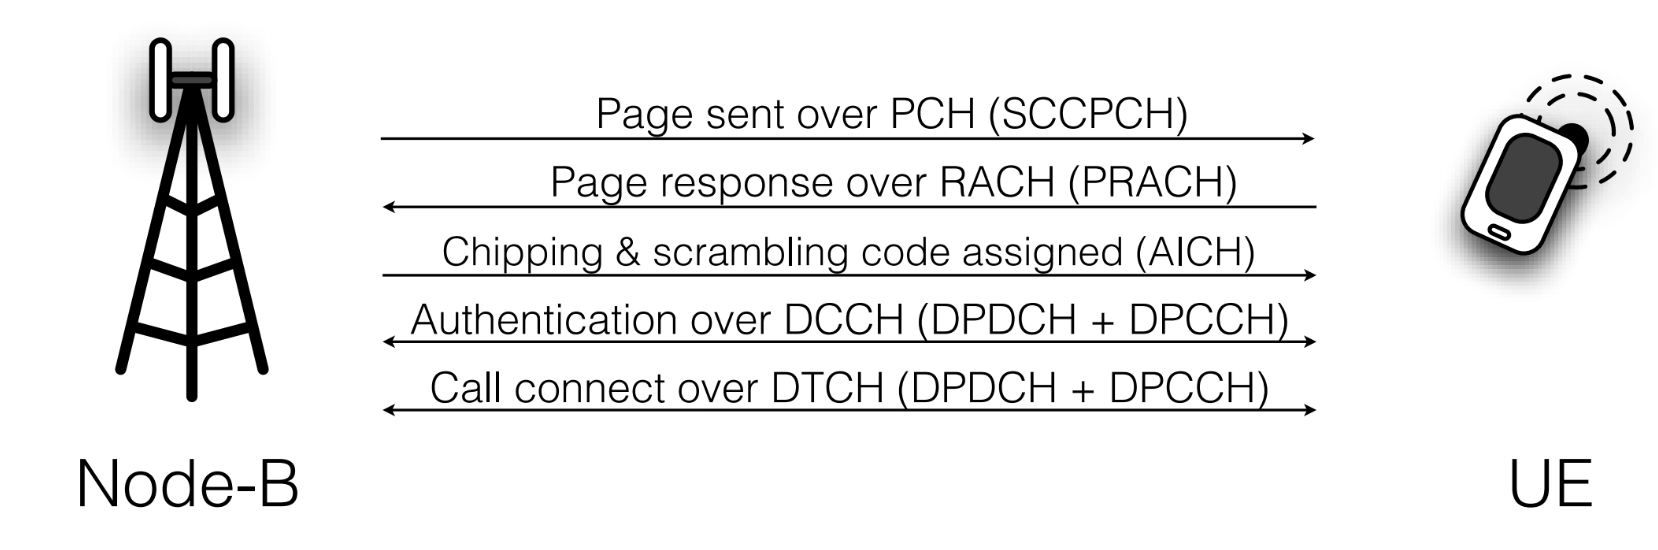 Page sent over PCH (SCCPCH)
Page response over RACH (PRACH)
Chipping & scrambling code assigned (AICH)
Authentication over DCCH (DPDCH + DPCCH)
Call connect over DTCH (DPDCH + DPCCH)
Node-B
UE